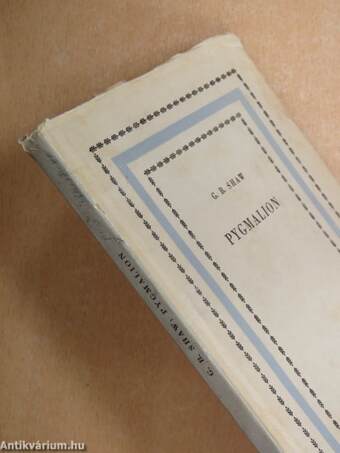 G. B. SHAW
PYGMALION
G. B. SHAW: PYGMALION
Antikvárium.hu